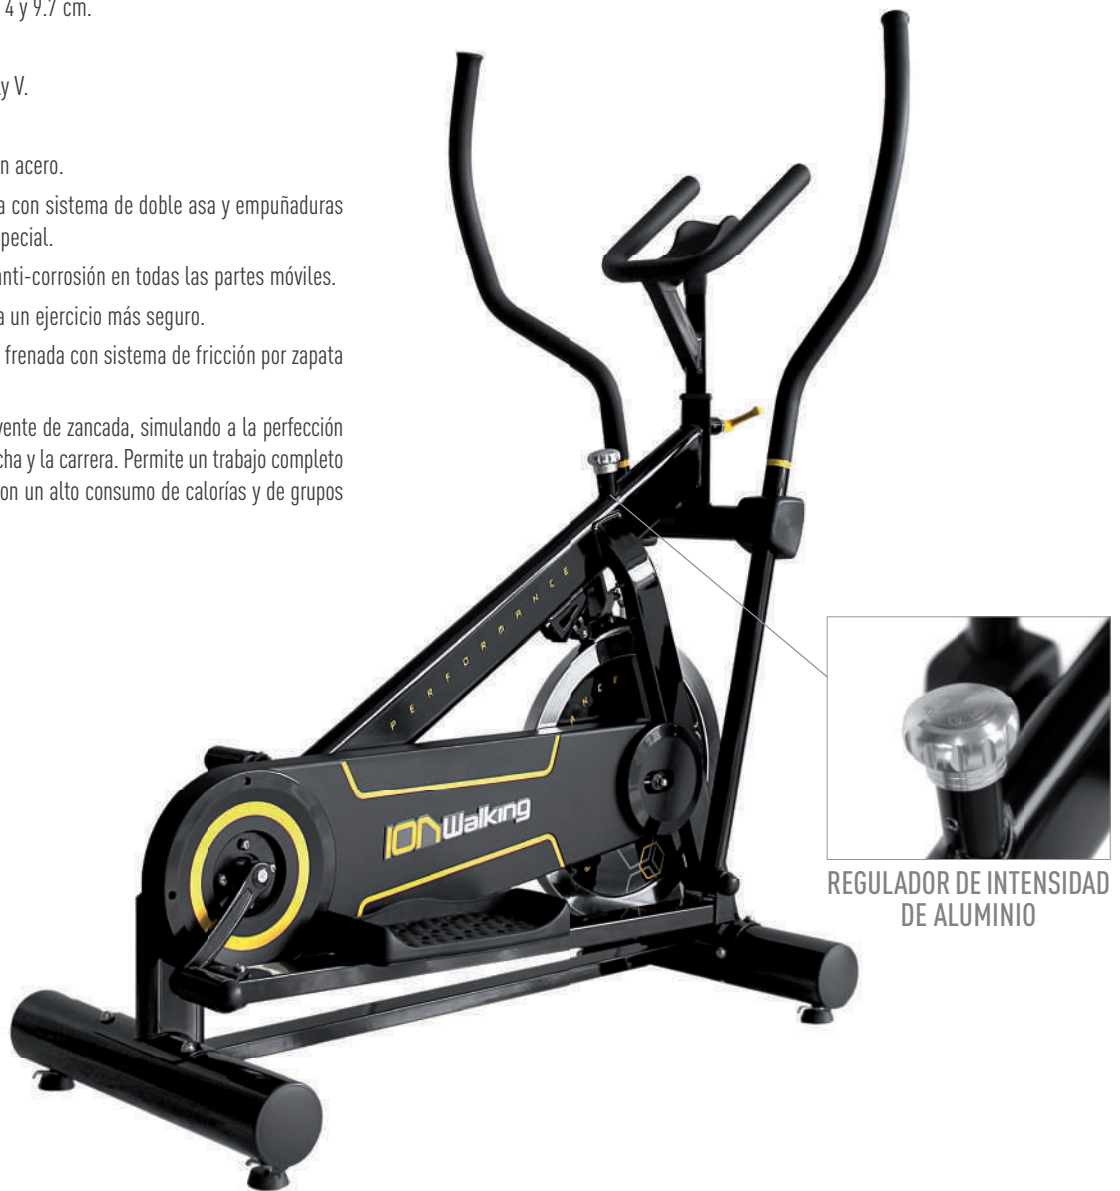 4 y 9.7 cm.
y V.
n acero.
a con sistema de doble asa y empuñaduras
pecial.
anti-corrosión en todas las partes móviles.
a un ejercicio más seguro.
frenada con sistema de fricción por zapata
vente de zancada, simulando a la perfección
cha y la carrera. Permite un trabajo completo
on un alto consumo de calorías y de grupos
PERFORMANCE
ANCE
ION Walking
REGULADOR DE INTENSIDAD
DE ALUMINIO